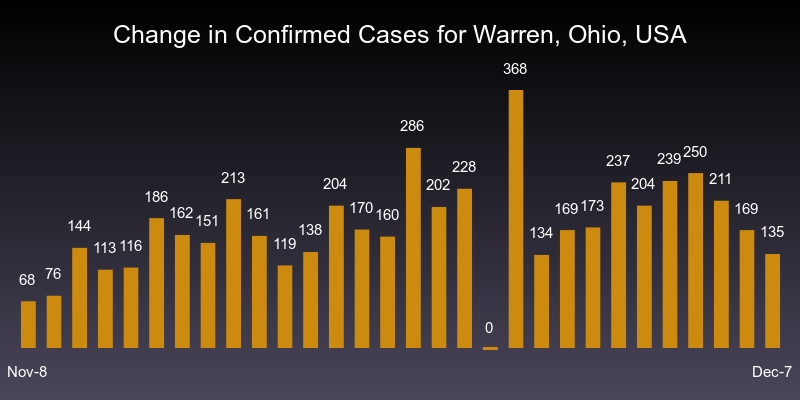 Change in Confirmed Cases for Warren, Ohio, USA
68 76 144 113 116 186 162 151 213 161 119 138 204 170 160 286 202 228 0 368 134 169 173 237 204 239 250 211 169 135
Nov-8 Dec-7